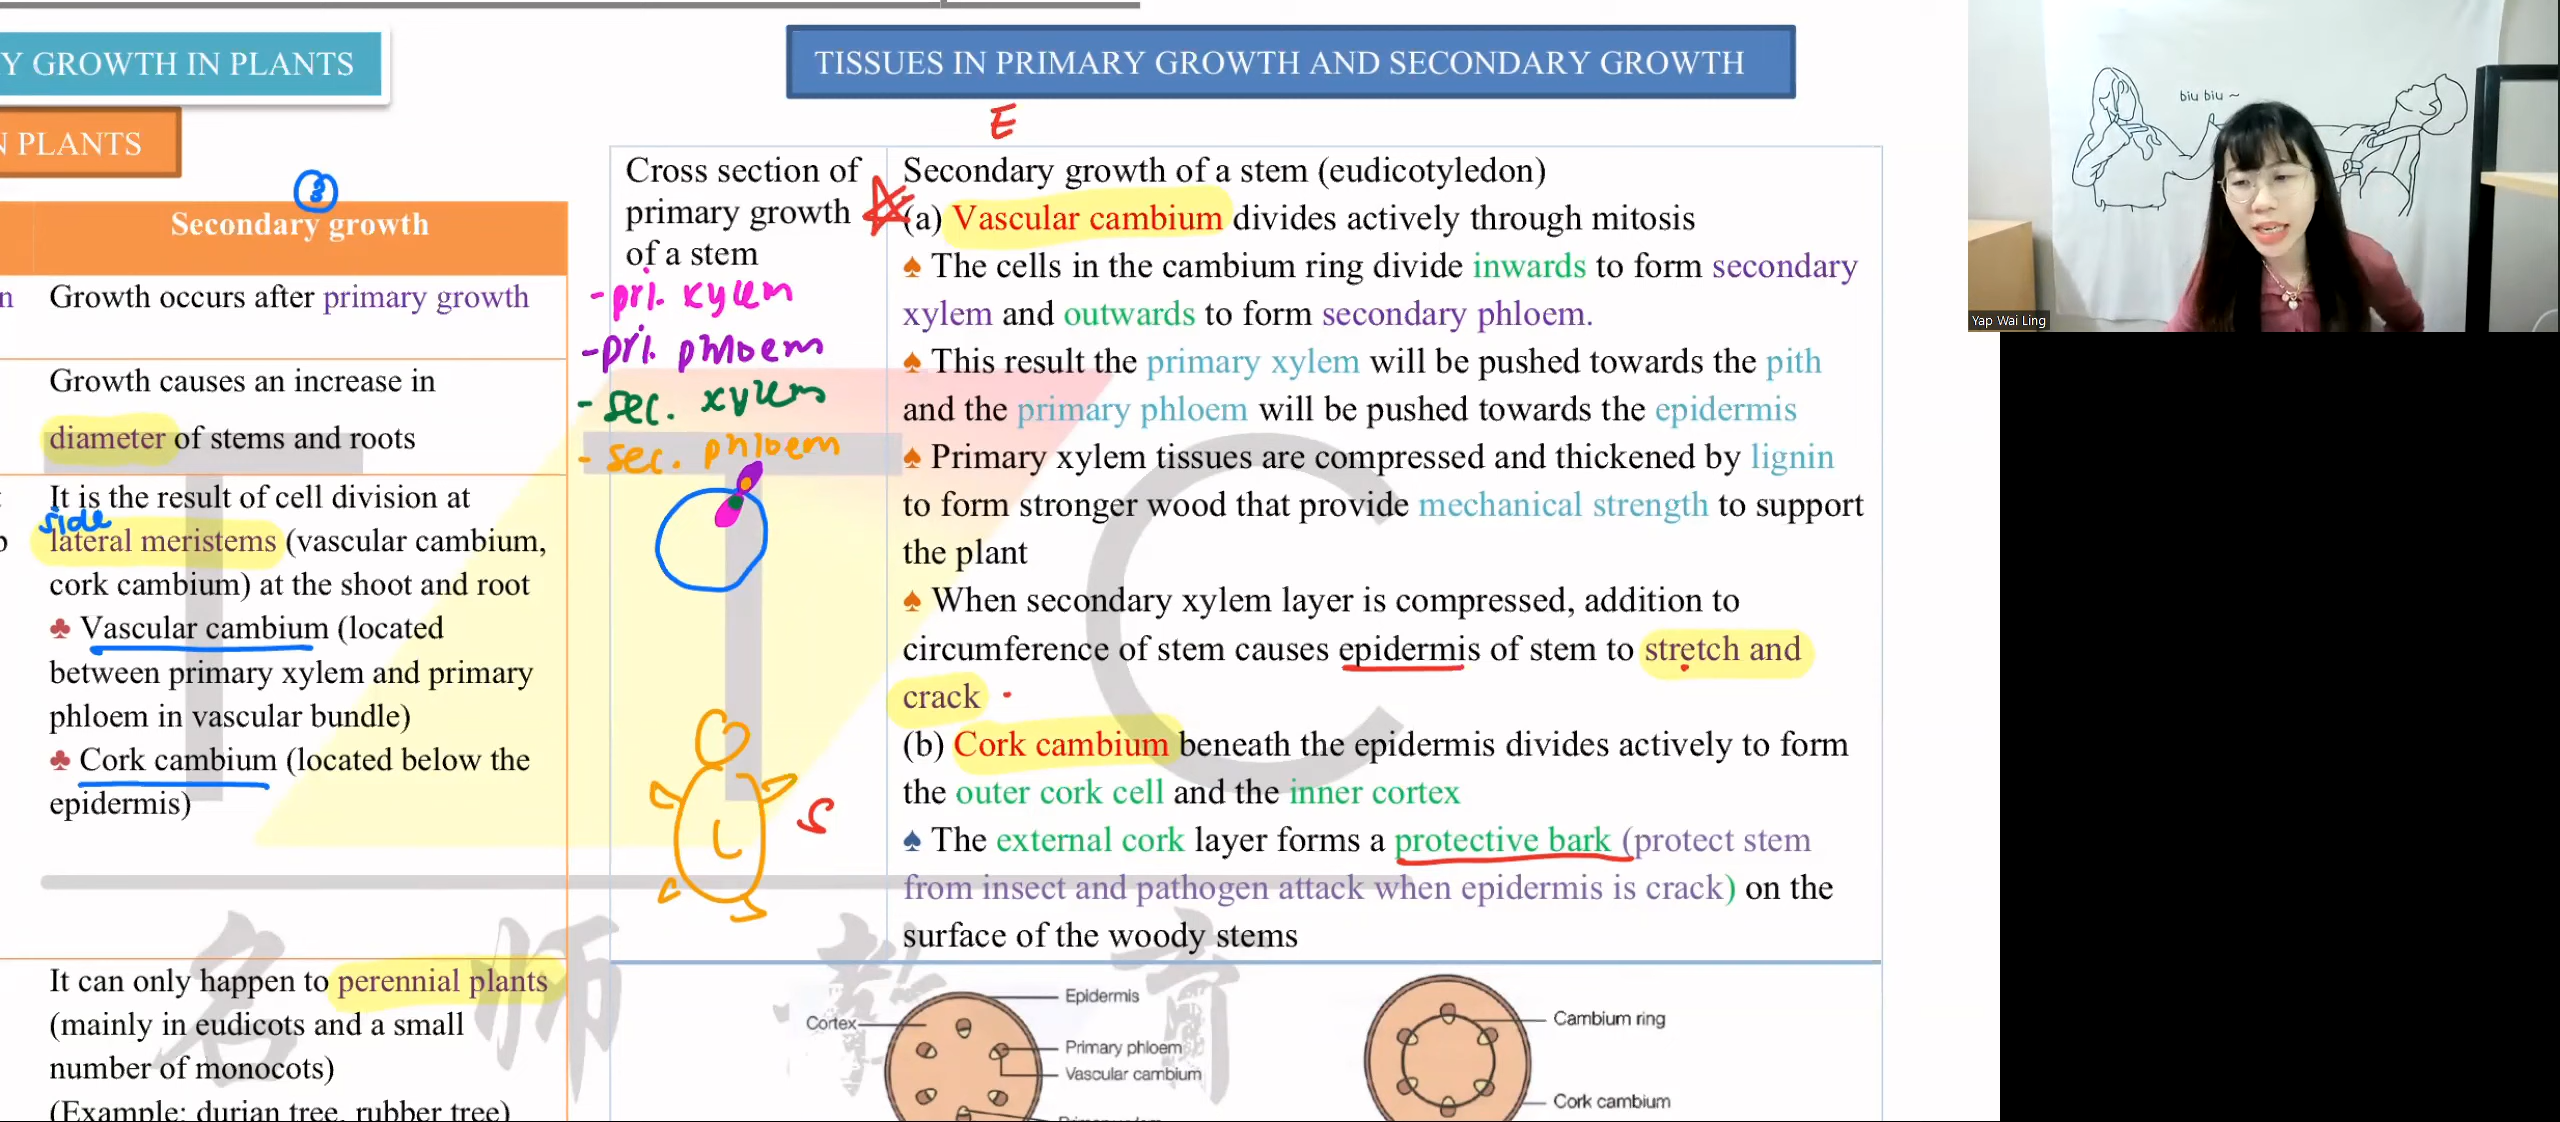 Y GROWTH IN PLANTS
N PLANTS
3
Secondary growth
n
Growth occurs after primary growth
Growth causes an increase in
diameter of stems and roots
It is the result of cell division at
side
lateral meristems (vascular cambium,
cork cambium) at the shoot and root
♣ Vascular cambium (located
between primary xylem and primary
phloem in vascular bundle)
♣ Cork cambium (located below the
epidermis)
It can only happen to perennial plants
(mainly in eudicots and a small
number of monocots)
(Example: durian tree, rubber tree)
TISSUES IN PRIMARY GROWTH AND SECONDARY GROWTH
E
Cross section of
primary growth
of a stem
- pri. xylem
- pri. phloem
- sec. xylem
- sec. phloem
L
S
Secondary growth of a stem (eudicotyledon)
(a) Vascular cambium divides actively through mitosis
♠ The cells in the cambium ring divide inwards to form secondary
xylem and outwards to form secondary phloem.
♠ This result the primary xylem will be pushed towards the pith
and the primary phloem will be pushed towards the epidermis
♠ Primary xylem tissues are compressed and thickened by lignin
to form stronger wood that provide mechanical strength to support
the plant
♠ When secondary xylem layer is compressed, addition to
circumference of stem causes epidermis of stem to stretch and
crack
(b) Cork cambium beneath the epidermis divides actively to form
the outer cork cell and the inner cortex
♠ The external cork layer forms a protective bark (protect stem
from insect and pathogen attack when epidermis is crack) on the
surface of the woody stems
Epidermis
Cortex
Primary phloem
Vascular cambium
Cambium ring
Cork cambium
名师教育
TTC
biu biu ~
Yap Wai Ling